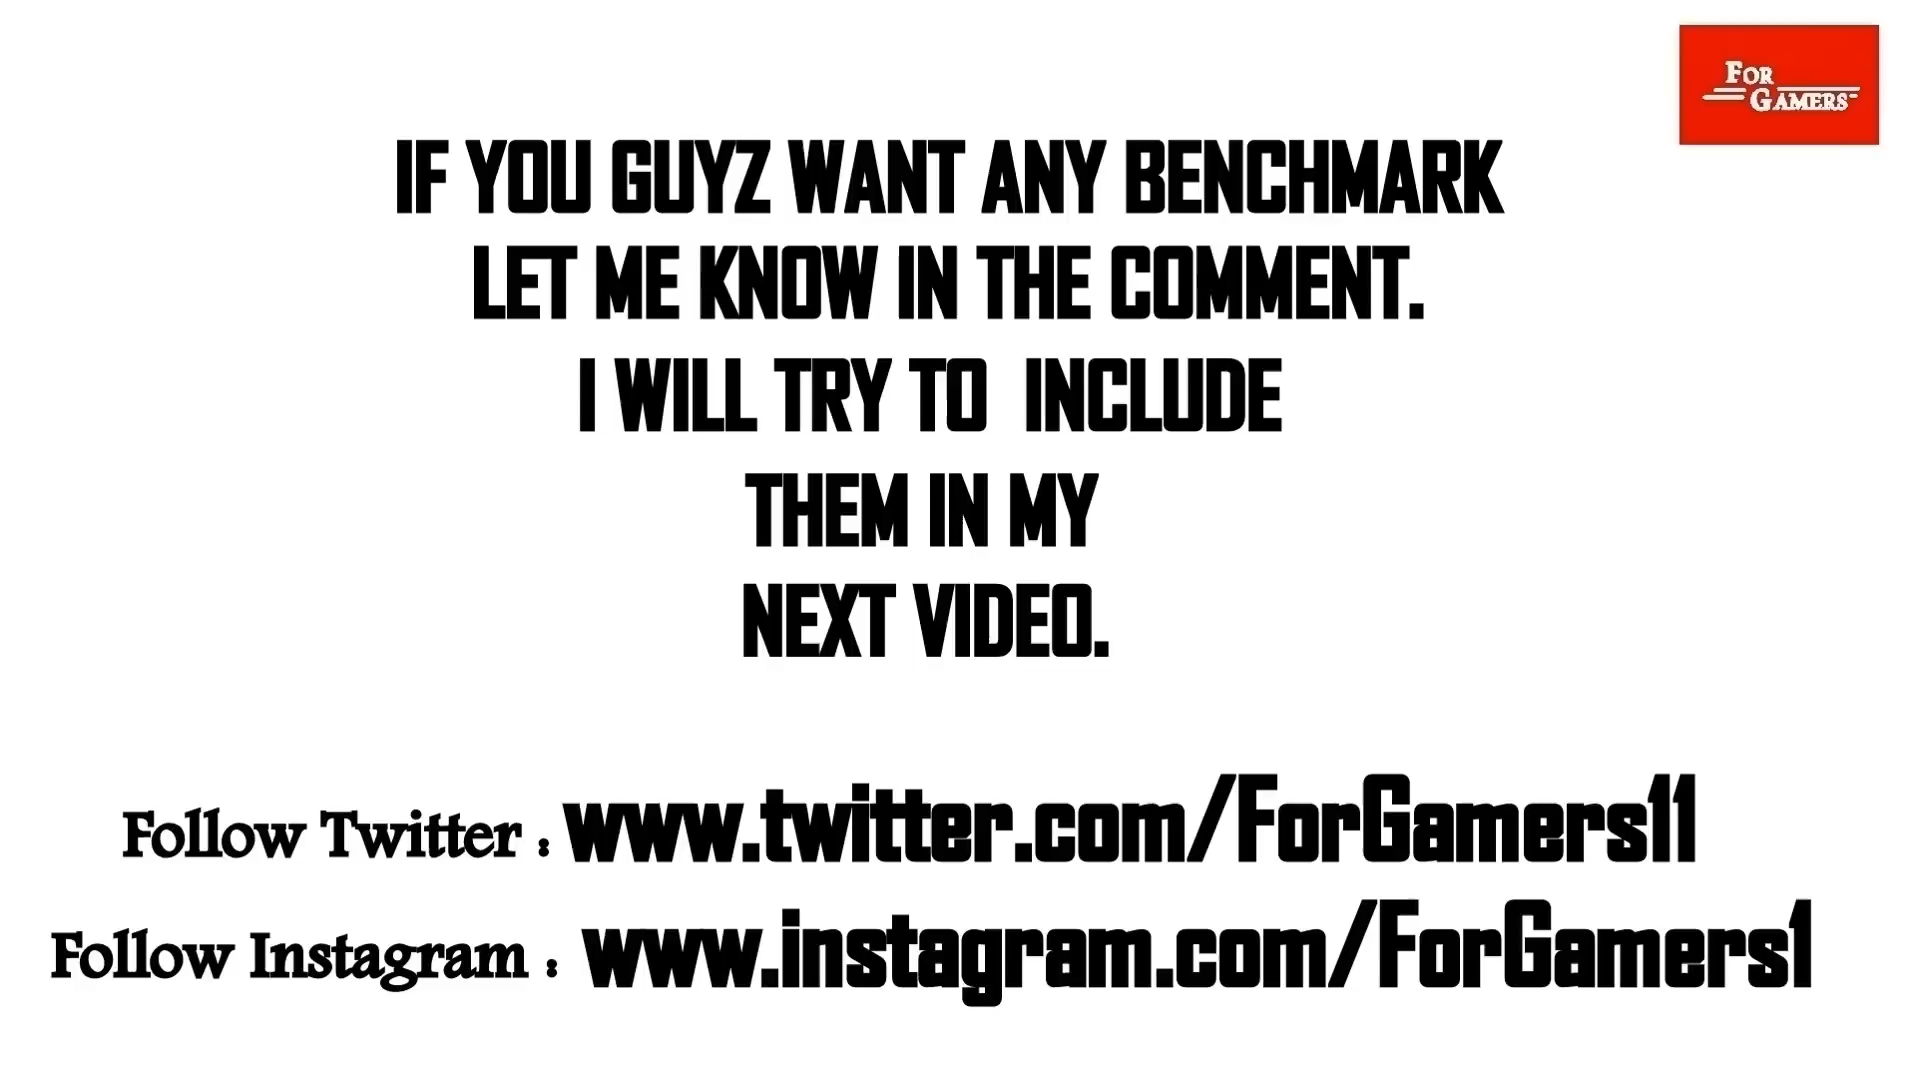 FOR
GAMERS
IF YOU GUYZ WANT ANY BENCHMARK
LET ME KNOW IN THE COMMENT.
I WILL TRY TO INCLUDE
THEM IN MY
NEXT VIDEO.
Follow Twitter : www.twitter.com/ForGamers11
Follow Instagram : www.instagram.com/ForGamers1